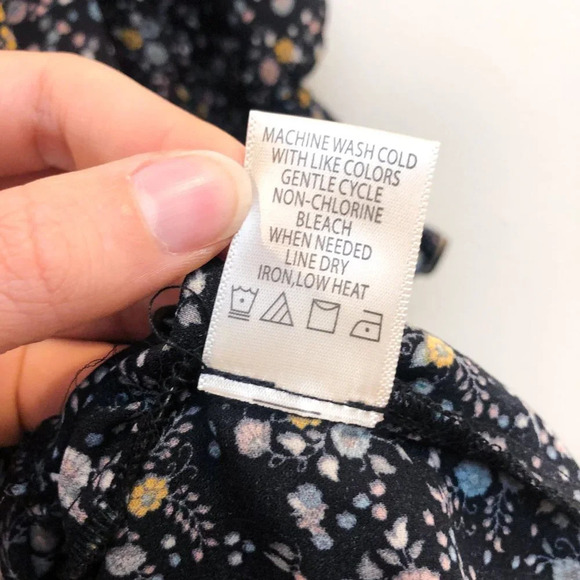 MACHINE WASH COLD
WITH LIKE COLORS
GENTLE CYCLE
NON-CHLORINE
BLEACH
WHEN NEEDED
LINE DRY
IRON,LOW HEAT